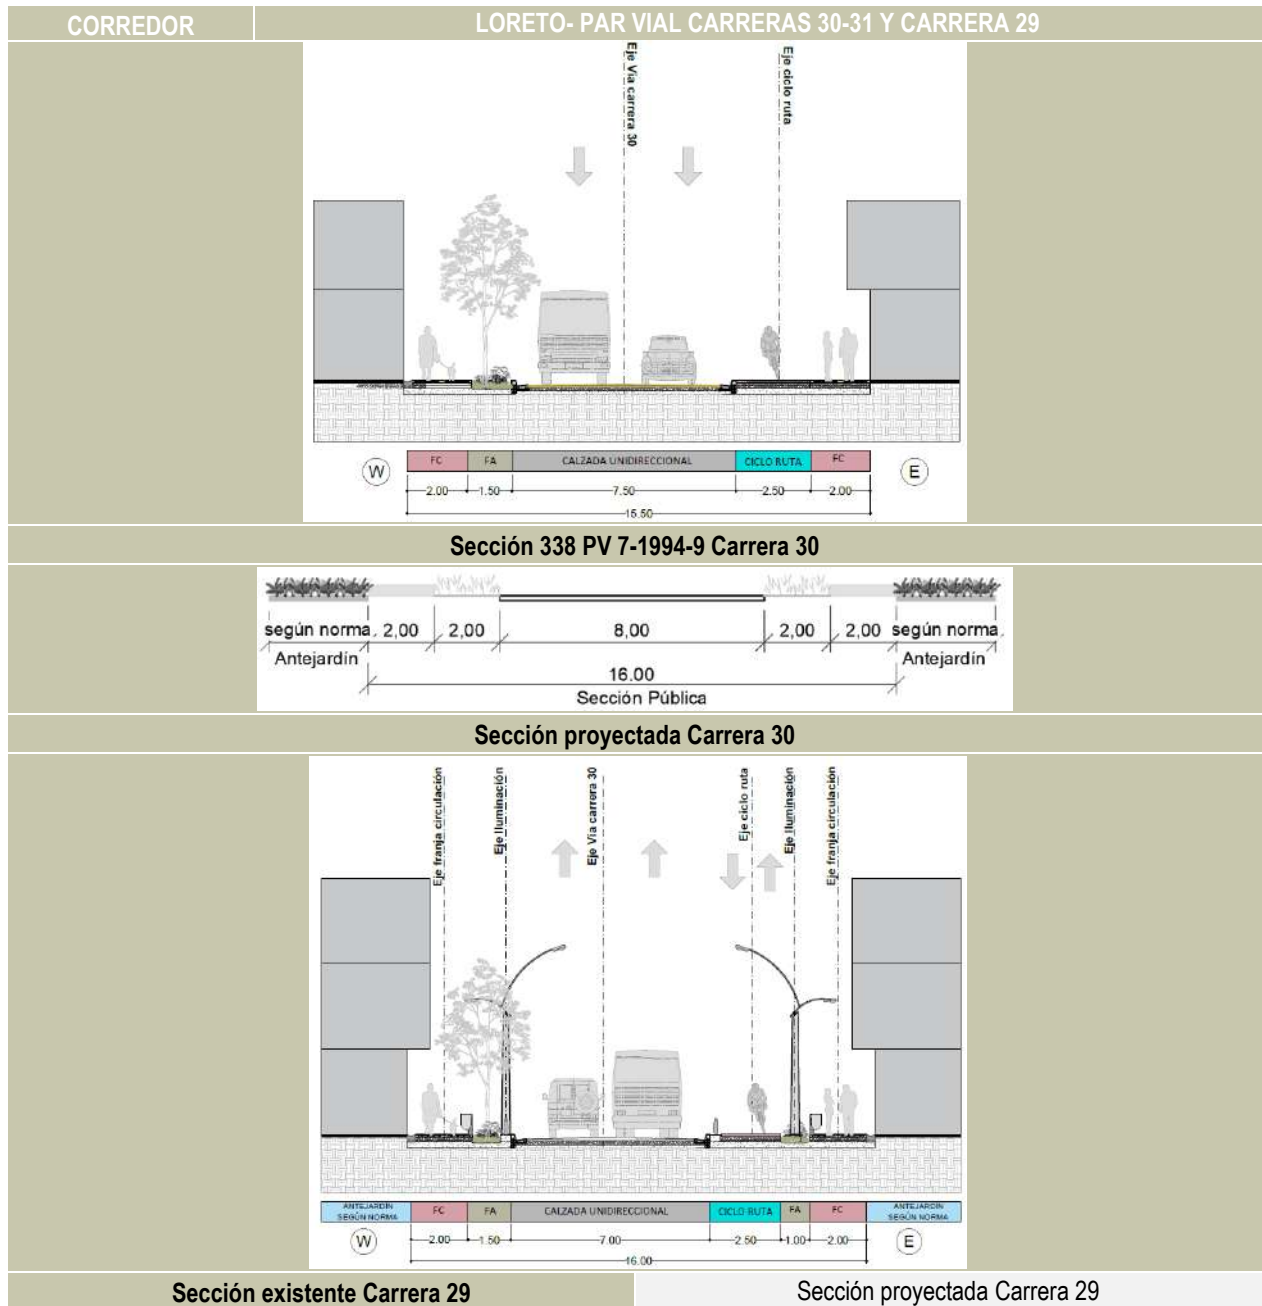 CORREDOR
LORETO- PAR VIAL CARRERAS 30-31 Y CARRERA 29
Eje Via carrera 30
Eje ciclo ruta
W
FC
FA
CALZADA UNIDIRECCIONAL
CICLO RUTA
FC
E
2.00
1.50
7.50
2.50
2.00
15.50
Sección 338 PV 7-1994-9 Carrera 30
según norma
2,00
2,00
8,00
2,00
2,00
según norma
Antejardín
Antejardín
16.00
Sección Pública
Sección proyectada Carrera 30
Eje franja circulación
Eje Iluminación
Eje Via carrera 30
Eje ciclo ruta
Eje Iluminación
Eje franja circulación
ANTEJARDÍN
SEGÚN NORMA
FC
FA
CALZADA UNIDIRECCIONAL
CICLO RUTA
FA
FC
ANTEJARDÍN
SEGÚN NORMA
W
2.00
1.50
7.00
2.50
1.00
2.00
E
16.00
Sección existente Carrera 29
Sección proyectada Carrera 29